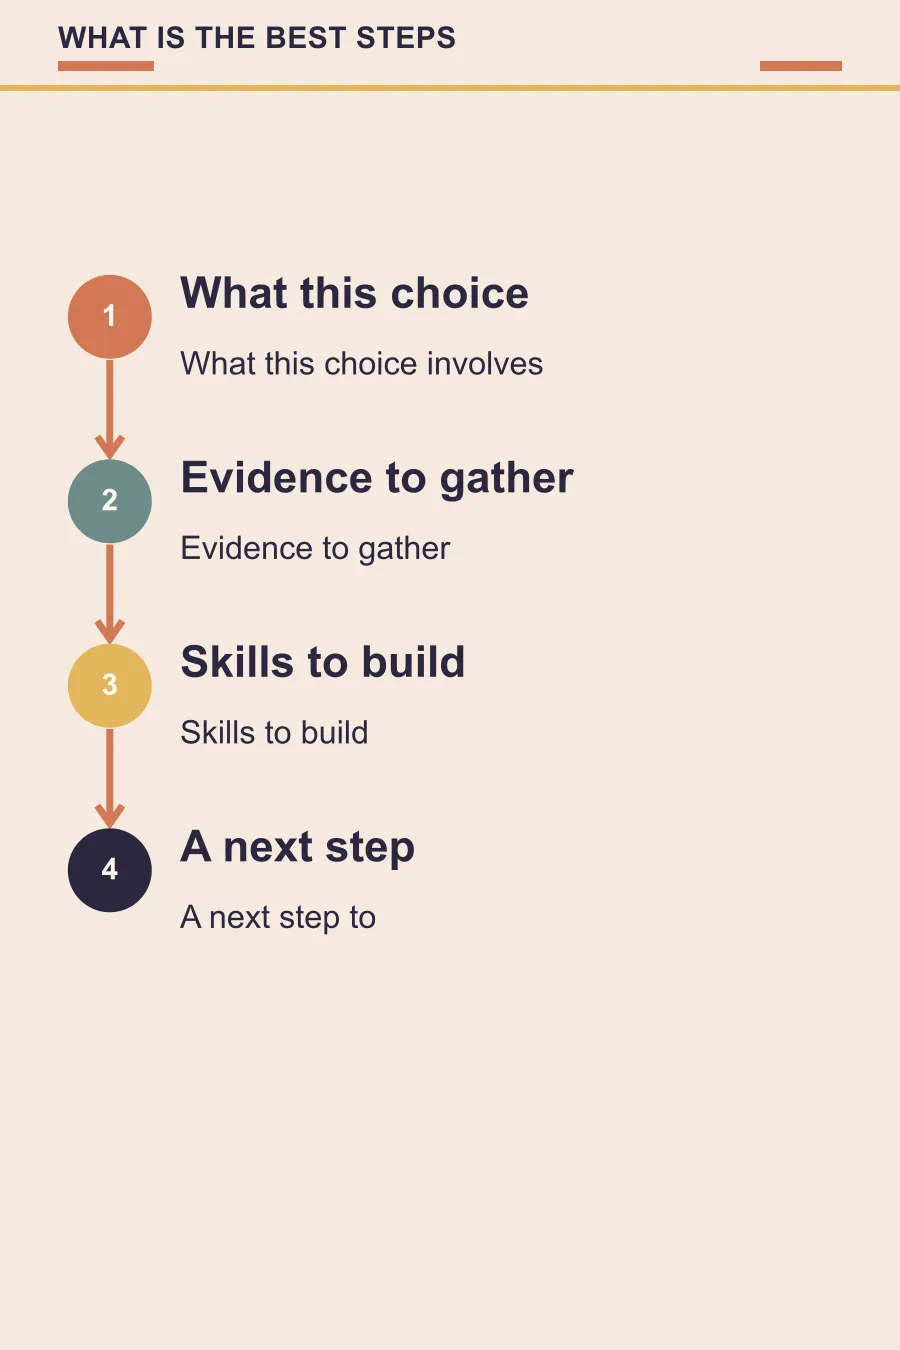 WHAT IS THE BEST STEPS
1
What this choice
What this choice involves
2
Evidence to gather
Evidence to gather
3
Skills to build
Skills to build
4
A next step
A next step to